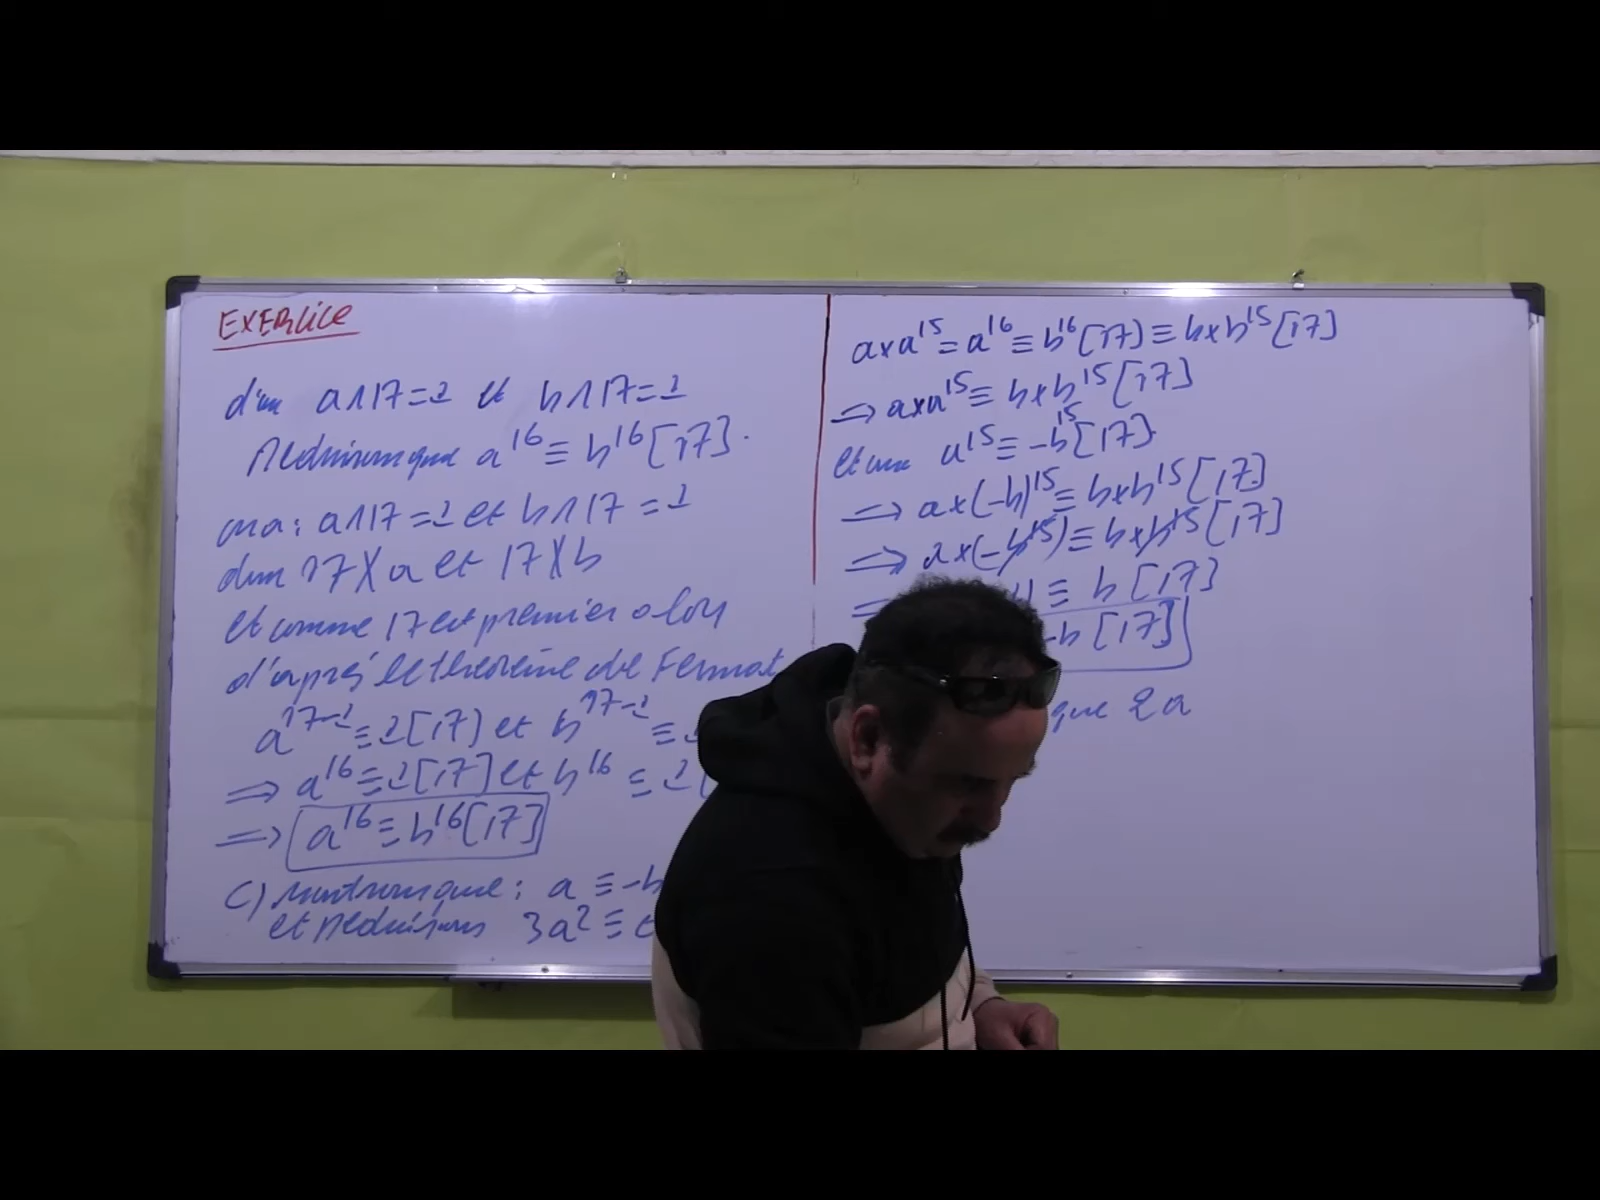 EXERCICE
d'où a∧17=1 et b∧17=1
Déduisons que a^16 ≡ b^16 [17].
on a: a∧17=1 et b∧17=1
donc 17∤a et 17∤b
et comme 17 est premier alors
d'après le théorème de Fermat
a^17-1 ≡ 1[17] et b^17-1 ≡
⇒ a^16 ≡ 1[17] et b^16 ≡ 1[
⇒ a^16 ≡ b^16 [17]
C) montrons que: a ≡ -b
et déduisons 3a² ≡
a×a^15 ≡ a^16 ≡ b^16 [17] ≡ b×b^15 [17]
⇒ a×a^15 ≡ b×b^15 [17]
et on a^15 ≡ -b^15 [17]
⇒ a×(-b)^15 ≡ b×b^15 [17]
⇒ a×(-b^15) ≡ b×b^15 [17]
≡ b [17]
-b [17]
que 2a